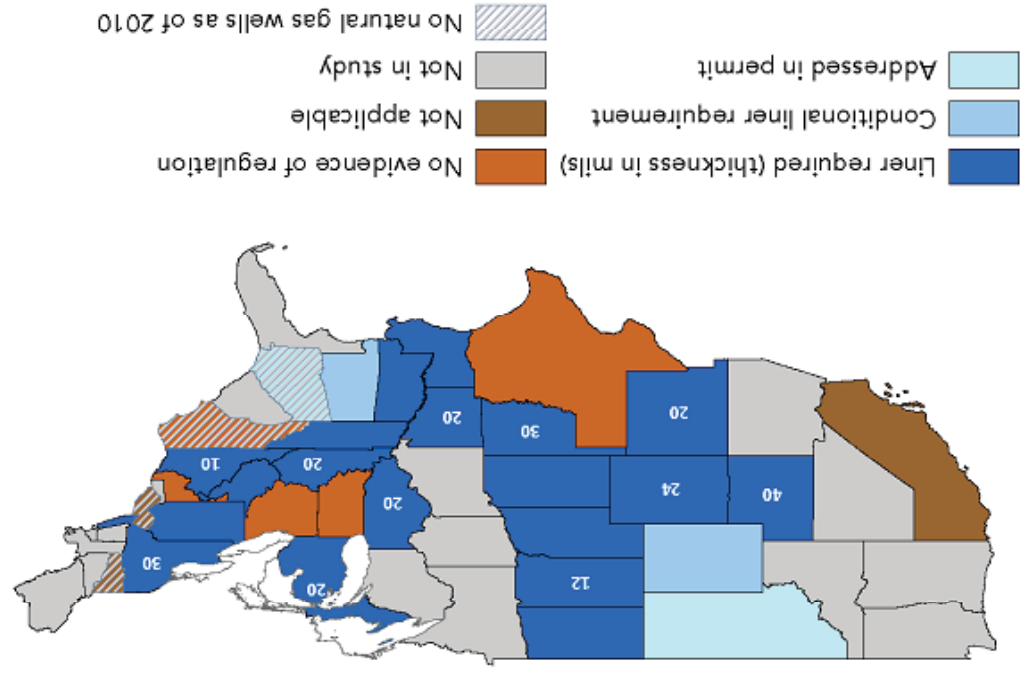 12
20
30
40
24
20
20
10
20
30
20
Liner required (thickness in mils)
Conditional liner requirement
Addressed in permit
No evidence of regulation
Not applicable
Not in study
No natural gas wells as of 2010